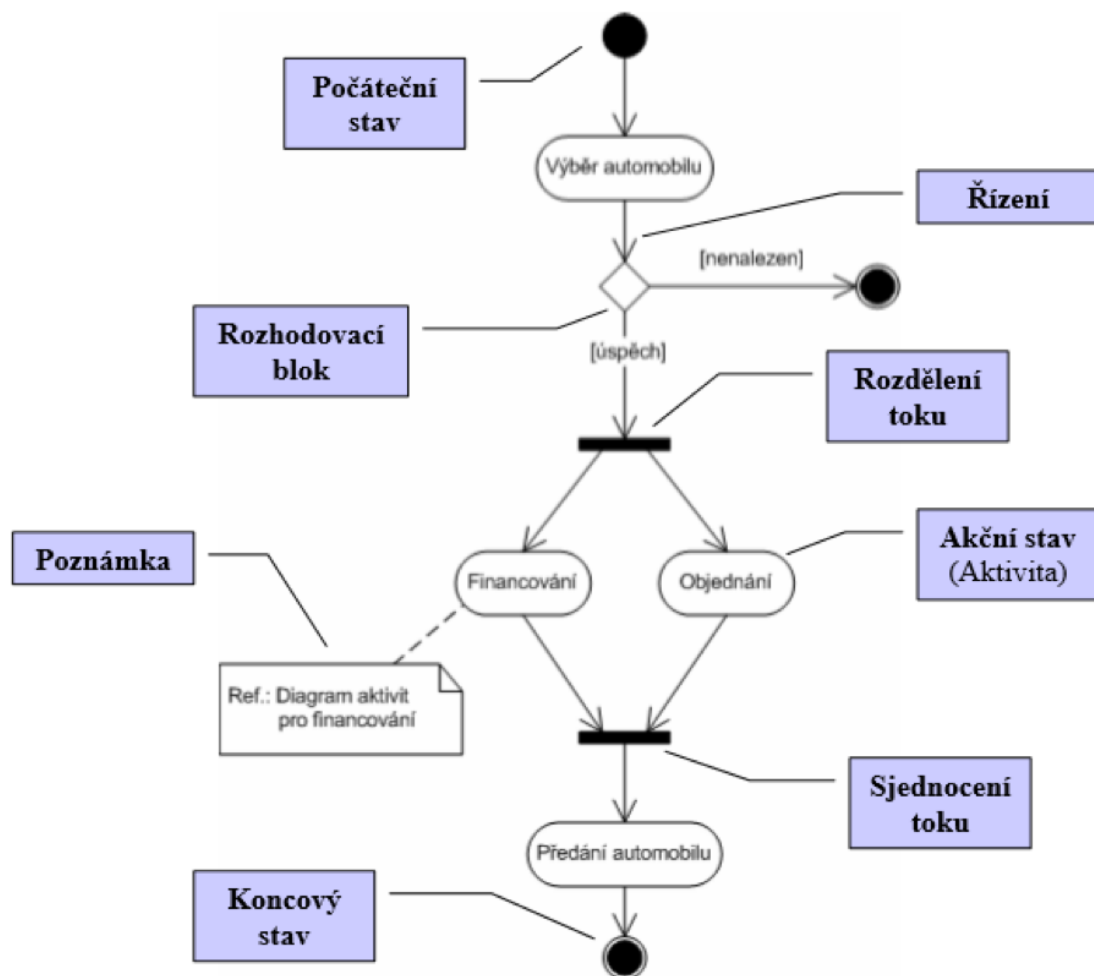 Počáteční
stav
Výběr automobilu
Řízení
[nenalezen]
Rozhodovací
blok
[úspěch]
Rozdělení
toku
Poznámka
Financování
Objednání
Akční stav
(Aktivita)
Ref.: Diagram aktivit
pro financování
Sjednocení
toku
Předání automobilu
Koncový
stav